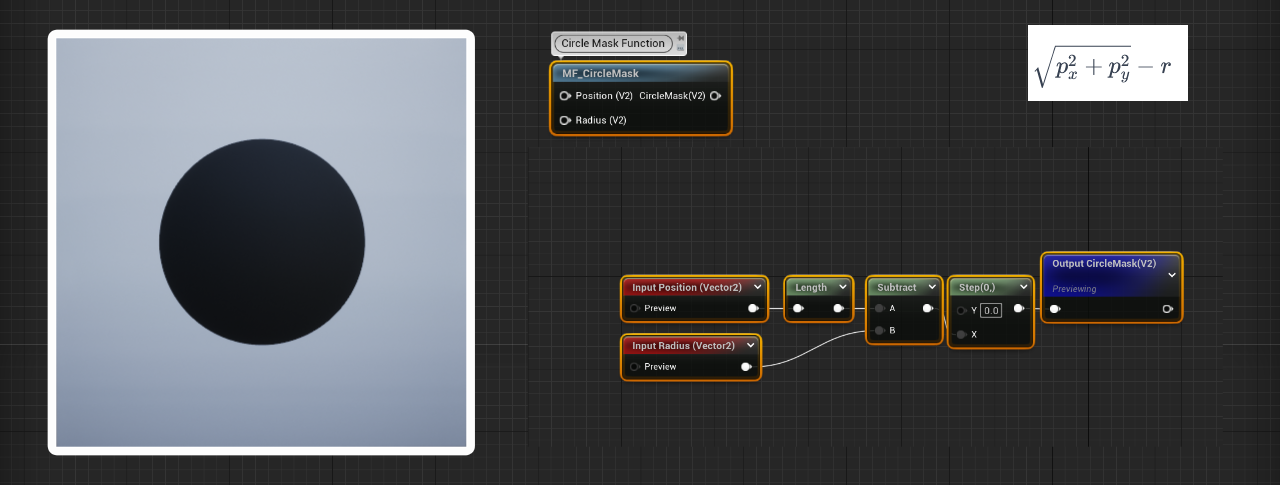 Circle Mask Function
MF_CircleMask
Position (V2) CircleMask(V2)
Radius (V2)
√(p_x^2 + p_y^2) − r
Input Position (Vector2)
Preview
Length
Subtract
A
B
Step(0,)
Y 0.0
X
Output CircleMask(V2)
Previewing
Input Radius (Vector2)
Preview